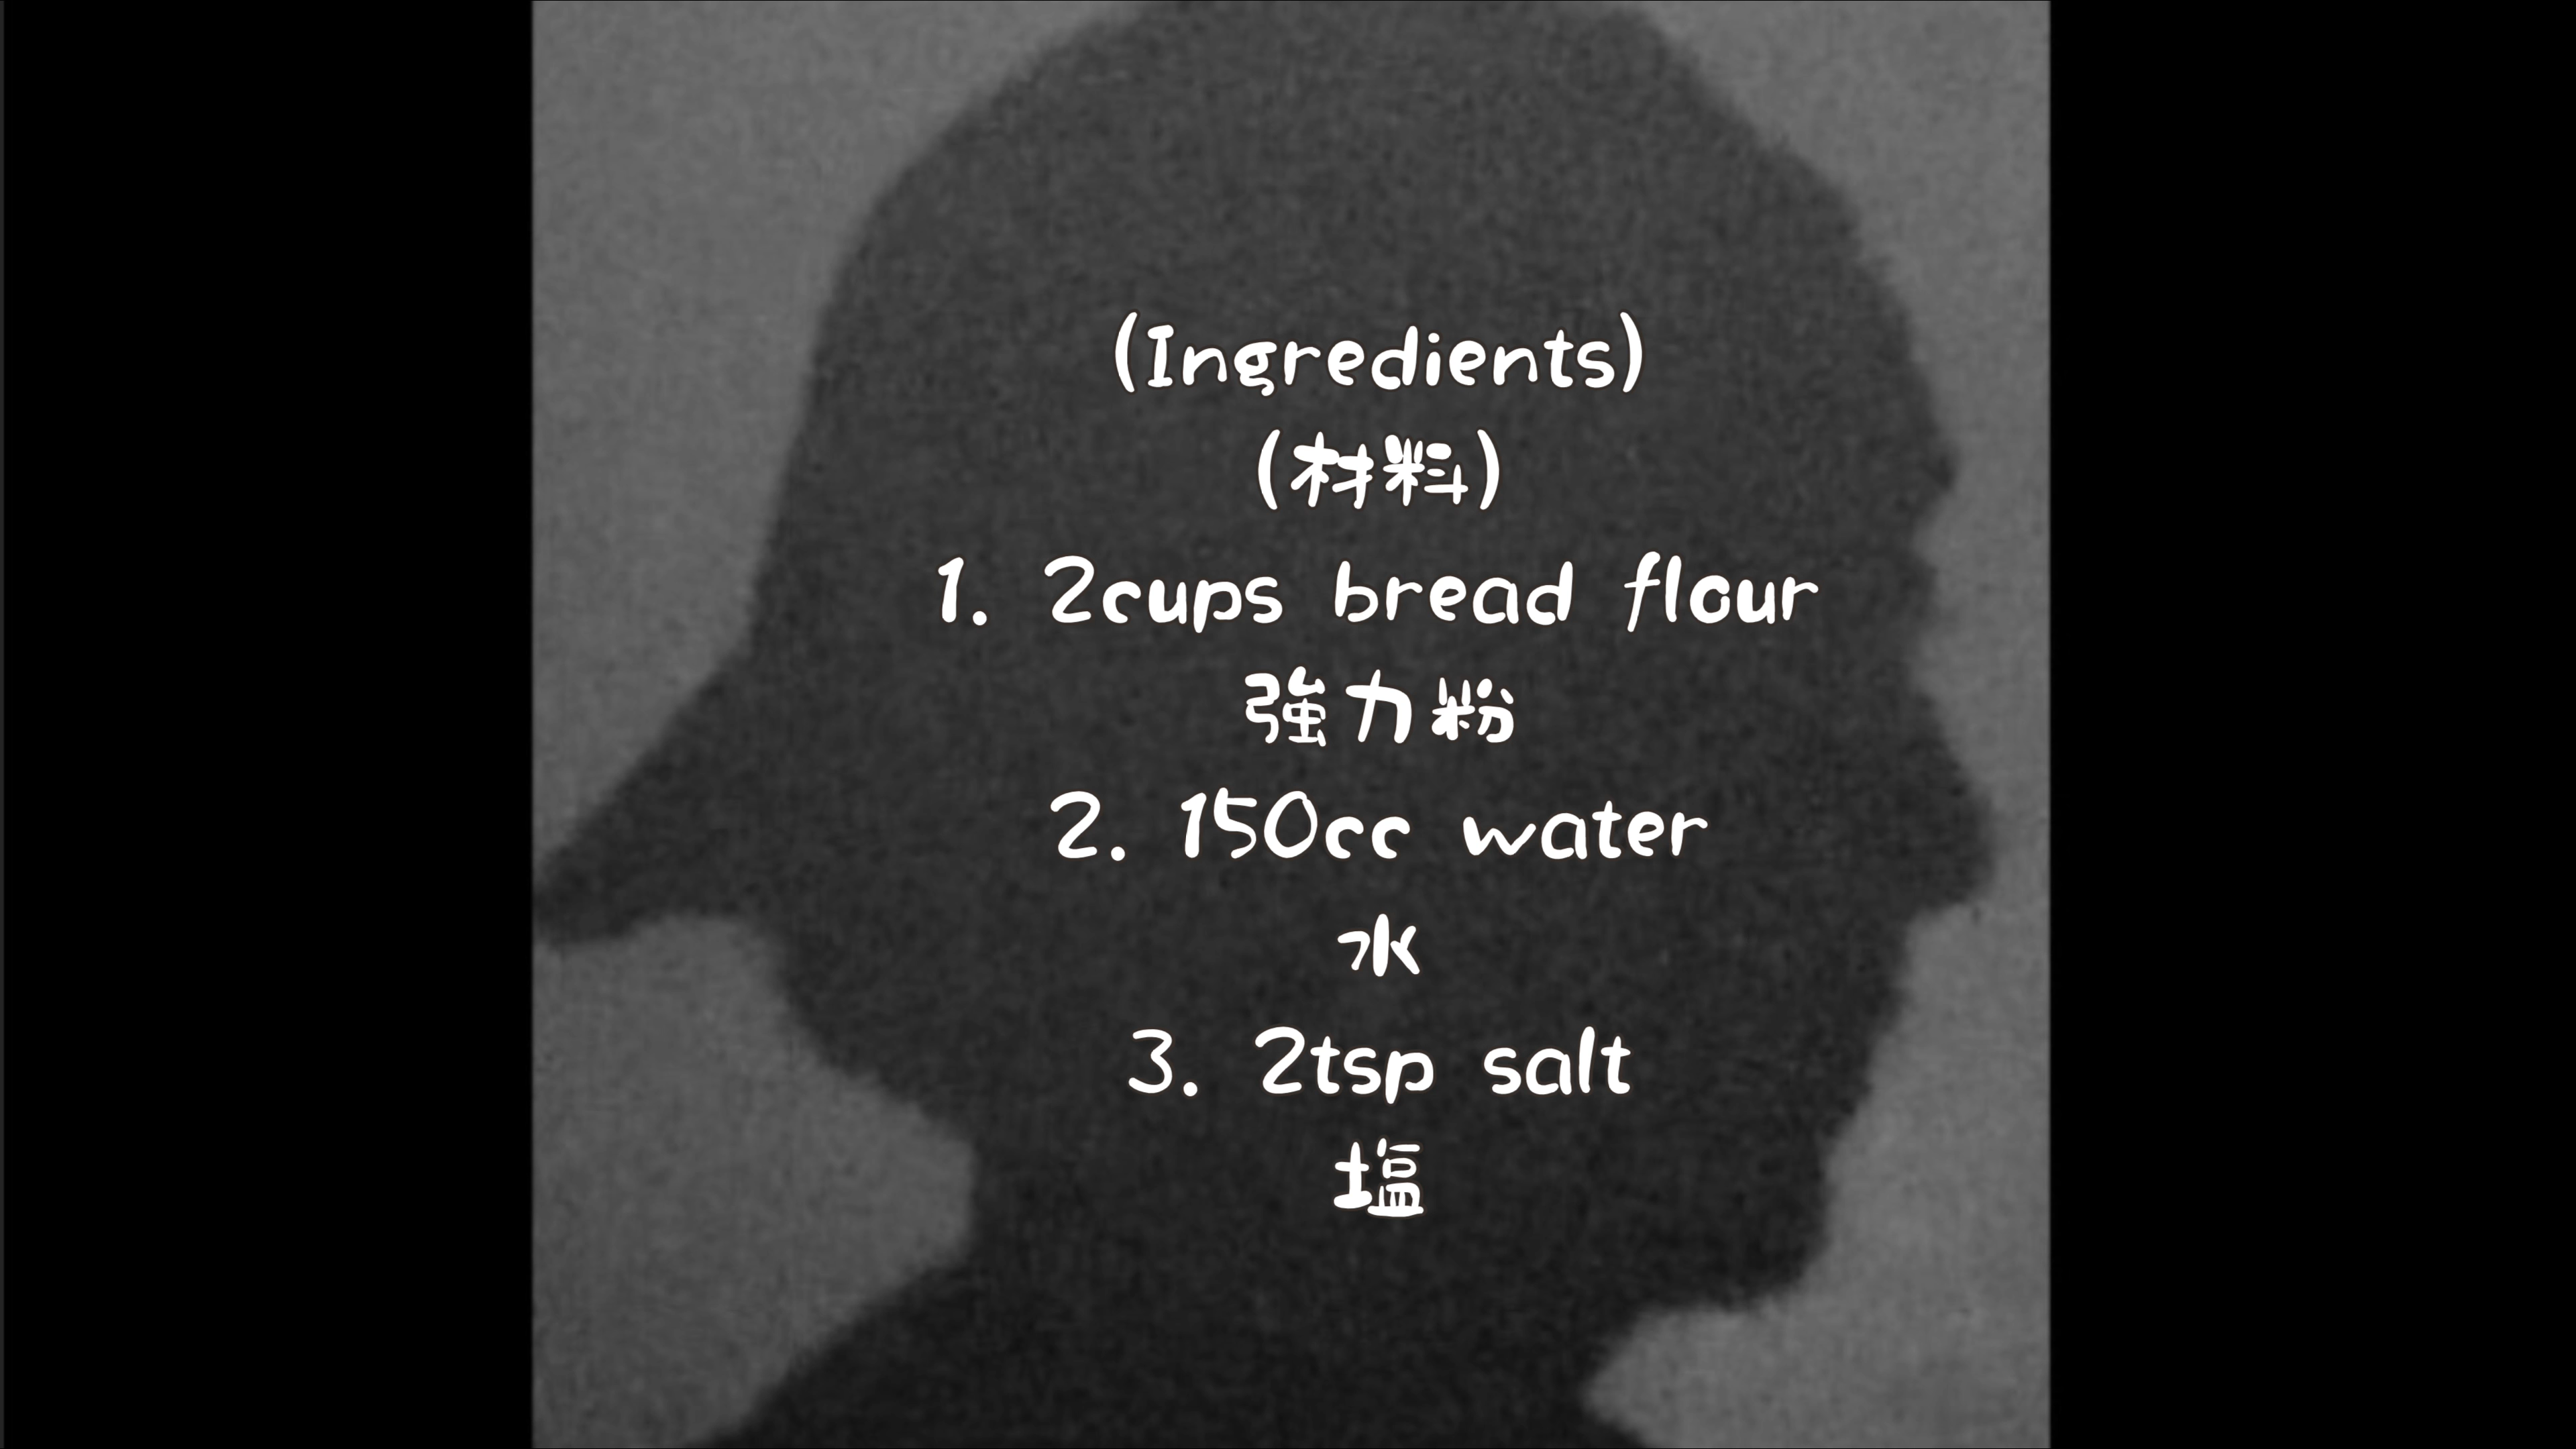 (Ingredients)
(材料)
1. 2cups bread flour
強力粉
2. 150cc water
水
3. 2tsp salt
塩